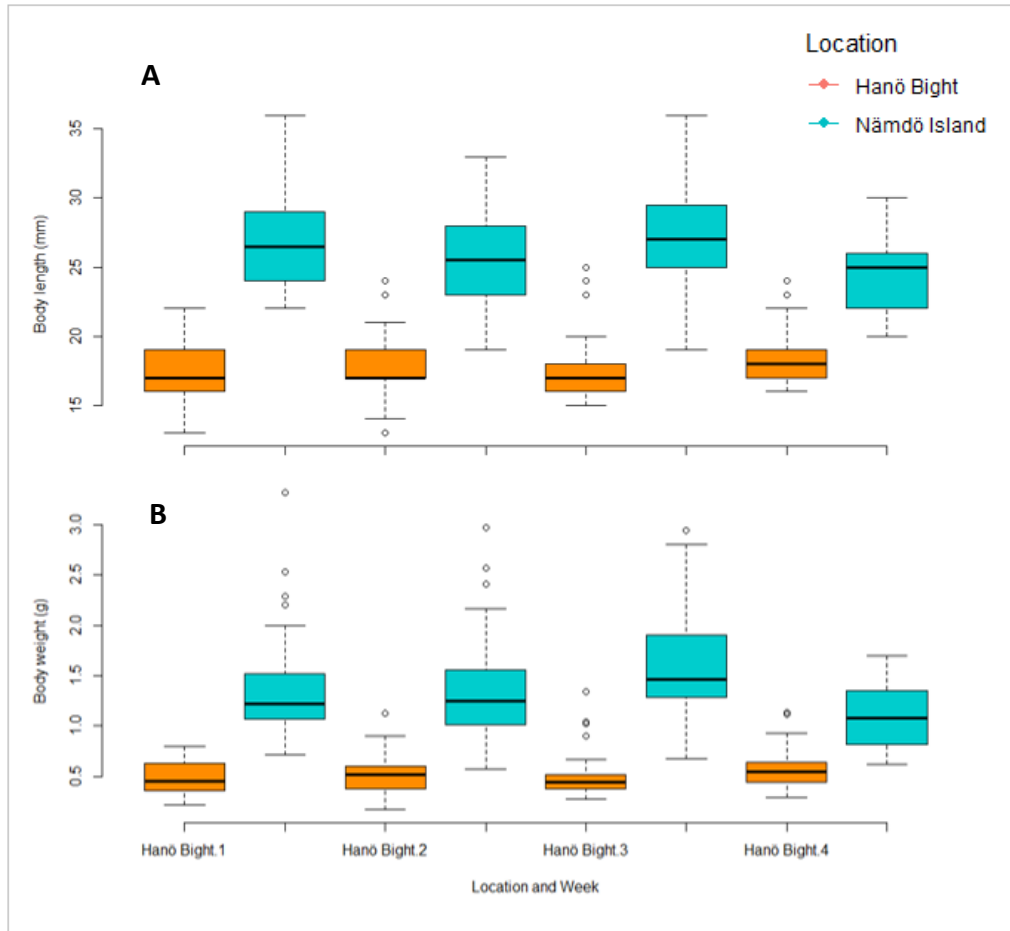 Location
Hanö Bight
Nämdö Island
A
Body length (mm)
35
30
25
20
15
B
Body weight (g)
3.0
2.5
2.0
1.5
1.0
0.5
Hanö Bight.1 Hanö Bight.2 Hanö Bight.3 Hanö Bight.4
Location and Week